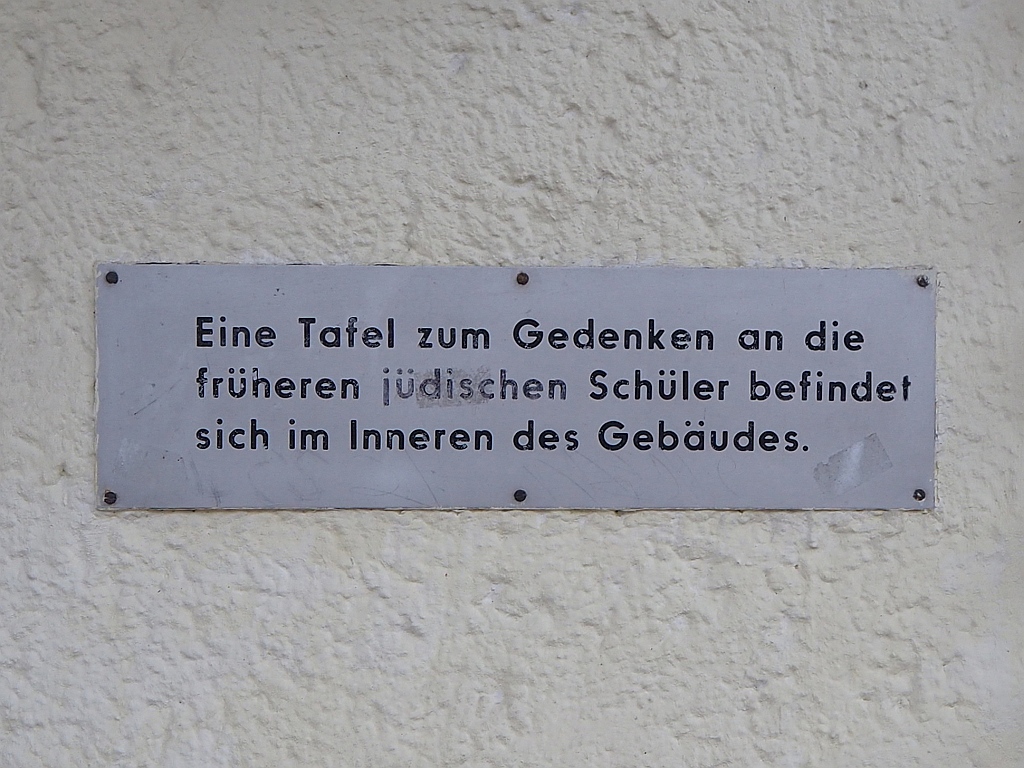 Eine Tafel zum Gedenken an die
früheren jüdischen Schüler befindet
sich im Inneren des Gebäudes.